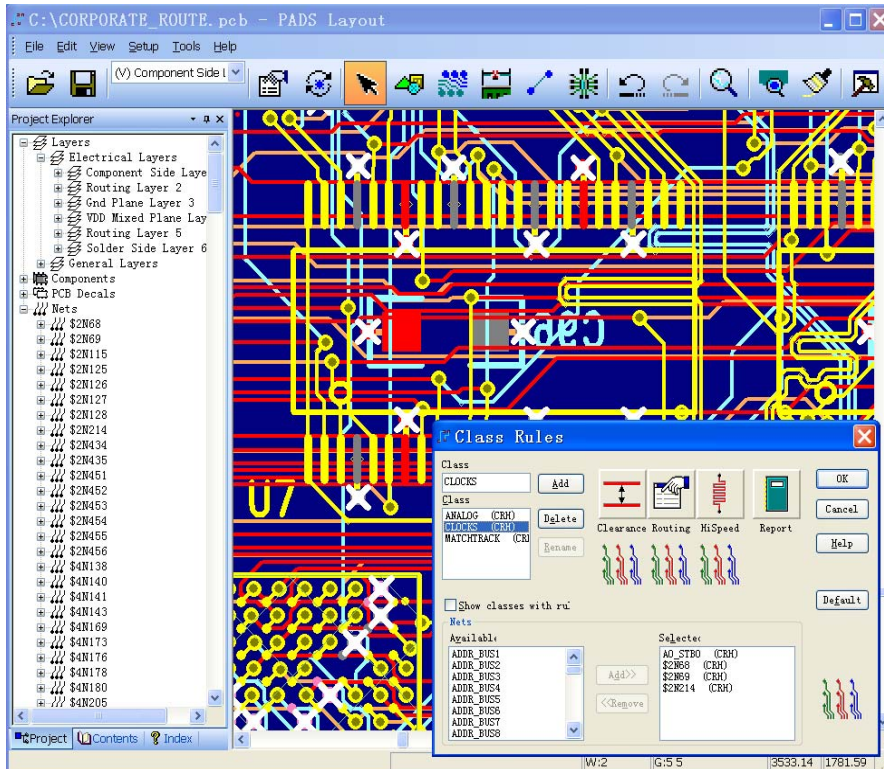 C:\CORPORATE_ROUTE.pcb - PADS Layout
File Edit View Setup Tools Help
(V) Component Side L
Project Explorer
Layers
Electrical Layers
Component Side Laye
Routing Layer 2
Gnd Plane Layer 3
VDD Mixed Plane Lay
Routing Layer 5
Solder Side Layer 6
General Layers
Components
PCB Decals
Nets
$2N68
$2N69
$2N115
$2N125
$2N126
$2N127
$2N128
$2N214
$2N434
$2N435
$2N451
$2N452
$2N453
$2N454
$2N455
$2N456
$4N138
$4N140
$4N141
$4N143
$4N169
$4N173
$4N176
$4N178
$4N180
$4N205
Project Contents Index
Cap
U7
Class Rules
Class
CLOCKS
Add
Class
ANALOG (CRH)
CLOCKS (CRH)
MATCHTRACK (CRI
Delete
Rename
Clearance Routing HiSpeed Report
OK
Cancel
Help
Default
Show classes with ru
Nets
Available
ADDR_BUS1
ADDR_BUS2
ADDR_BUS3
ADDR_BUS4
ADDR_BUS5
ADDR_BUS6
ADDR_BUS7
ADDR_BUS8
Add>>
<<Remove
Selecte
AO_STBO (CRH)
$2N68 (CRH)
$2N69 (CRH)
$2N214 (CRH)
W:2 G:5 5 3533.14 1781.59